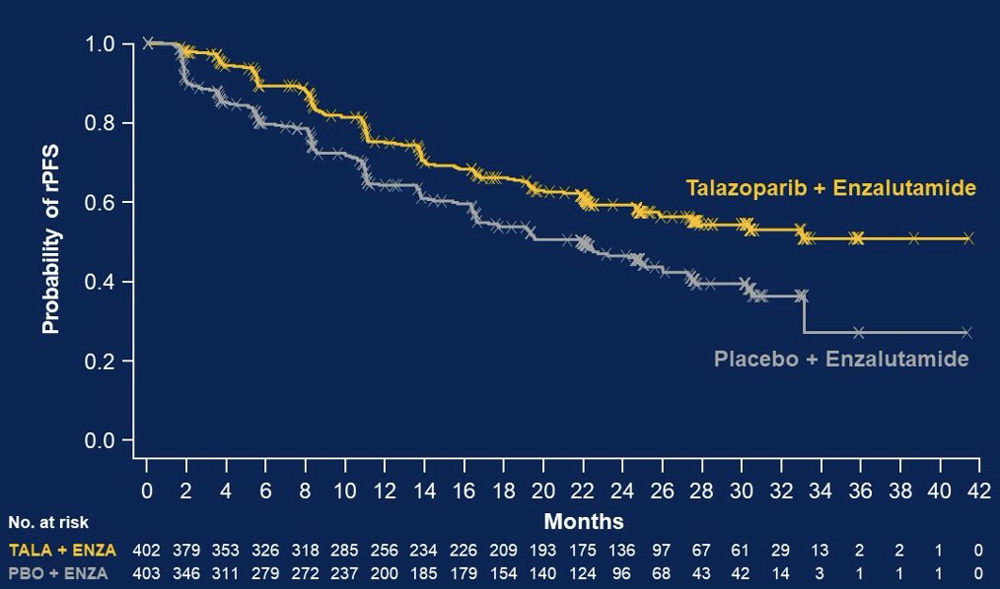 1.0
0.8
0.6
0.4
0.2
0.0
Probability of rPFS
Talazoparib + Enzalutamide
Placebo + Enzalutamide
0 2 4 6 8 10 12 14 16 18 20 22 24 26 28 30 32 34 36 38 40 42
Months
No. at risk
TALA + ENZA 402 379 353 326 318 285 256 234 226 209 193 175 136 97 67 61 29 13 2 2 1 0
PBO + ENZA 403 346 311 279 272 237 200 185 179 154 140 124 96 68 43 42 14 3 1 1 1 0